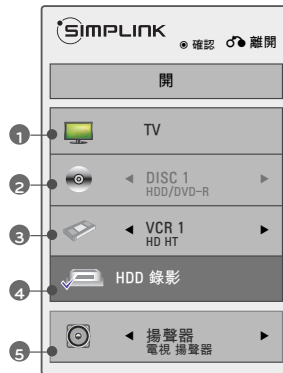 SIMPLINK
確認 離開
開
1 TV
2 ◀ DISC 1 ▶
HDD/DVD-R
3 ◀ VCR 1 ▶
HD HT
4 HDD 錄影
5 ◀ 揚聲器 ▶
電視 揚聲器